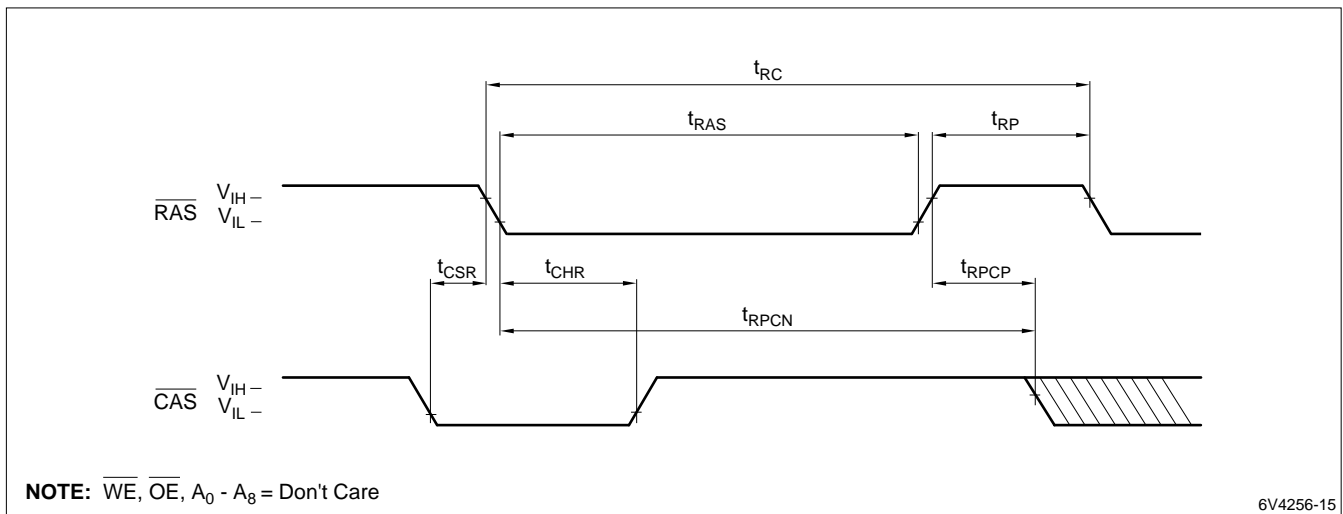 tRC
tRAS
tRP
RAS
VIH –
VIL –
tCSR
tCHR
tRPCP
tRPCN
CAS
VIH –
VIL –
NOTE: WE, OE, A0 - A8 = Don't Care
6V4256-15